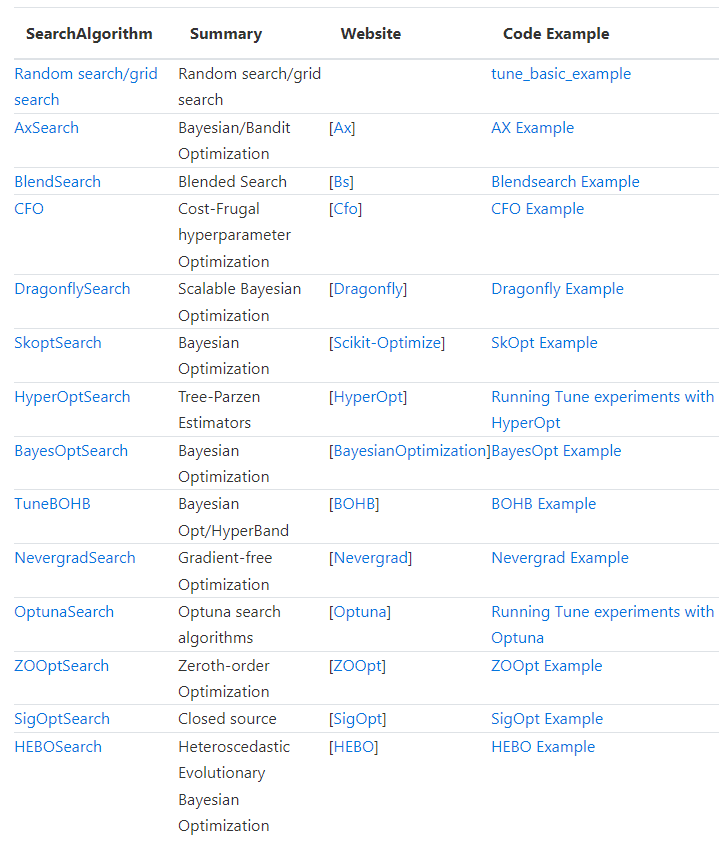 SearchAlgorithm Summary Website Code Example
Random search/grid Random search/grid tune_basic_example
search search
AxSearch Bayesian/Bandit [Ax] AX Example
Optimization
BlendSearch Blended Search [Bs] Blendsearch Example
CFO Cost-Frugal [Cfo] CFO Example
hyperparameter
Optimization
DragonflySearch Scalable Bayesian [Dragonfly] Dragonfly Example
Optimization
SkoptSearch Bayesian [Scikit-Optimize] SkOpt Example
Optimization
HyperOptSearch Tree-Parzen [HyperOpt] Running Tune experiments with
Estimators HyperOpt
BayesOptSearch Bayesian [BayesianOptimization] BayesOpt Example
Optimization
TuneBOHB Bayesian [BOHB] BOHB Example
Opt/HyperBand
NevergradSearch Gradient-free [Nevergrad] Nevergrad Example
Optimization
OptunaSearch Optuna search [Optuna] Running Tune experiments with
algorithms Optuna
ZOOptSearch Zeroth-order [ZOOpt] ZOOpt Example
Optimization
SigOptSearch Closed source [SigOpt] SigOpt Example
HEBOSearch Heteroscedastic [HEBO] HEBO Example
Evolutionary
Bayesian
Optimization